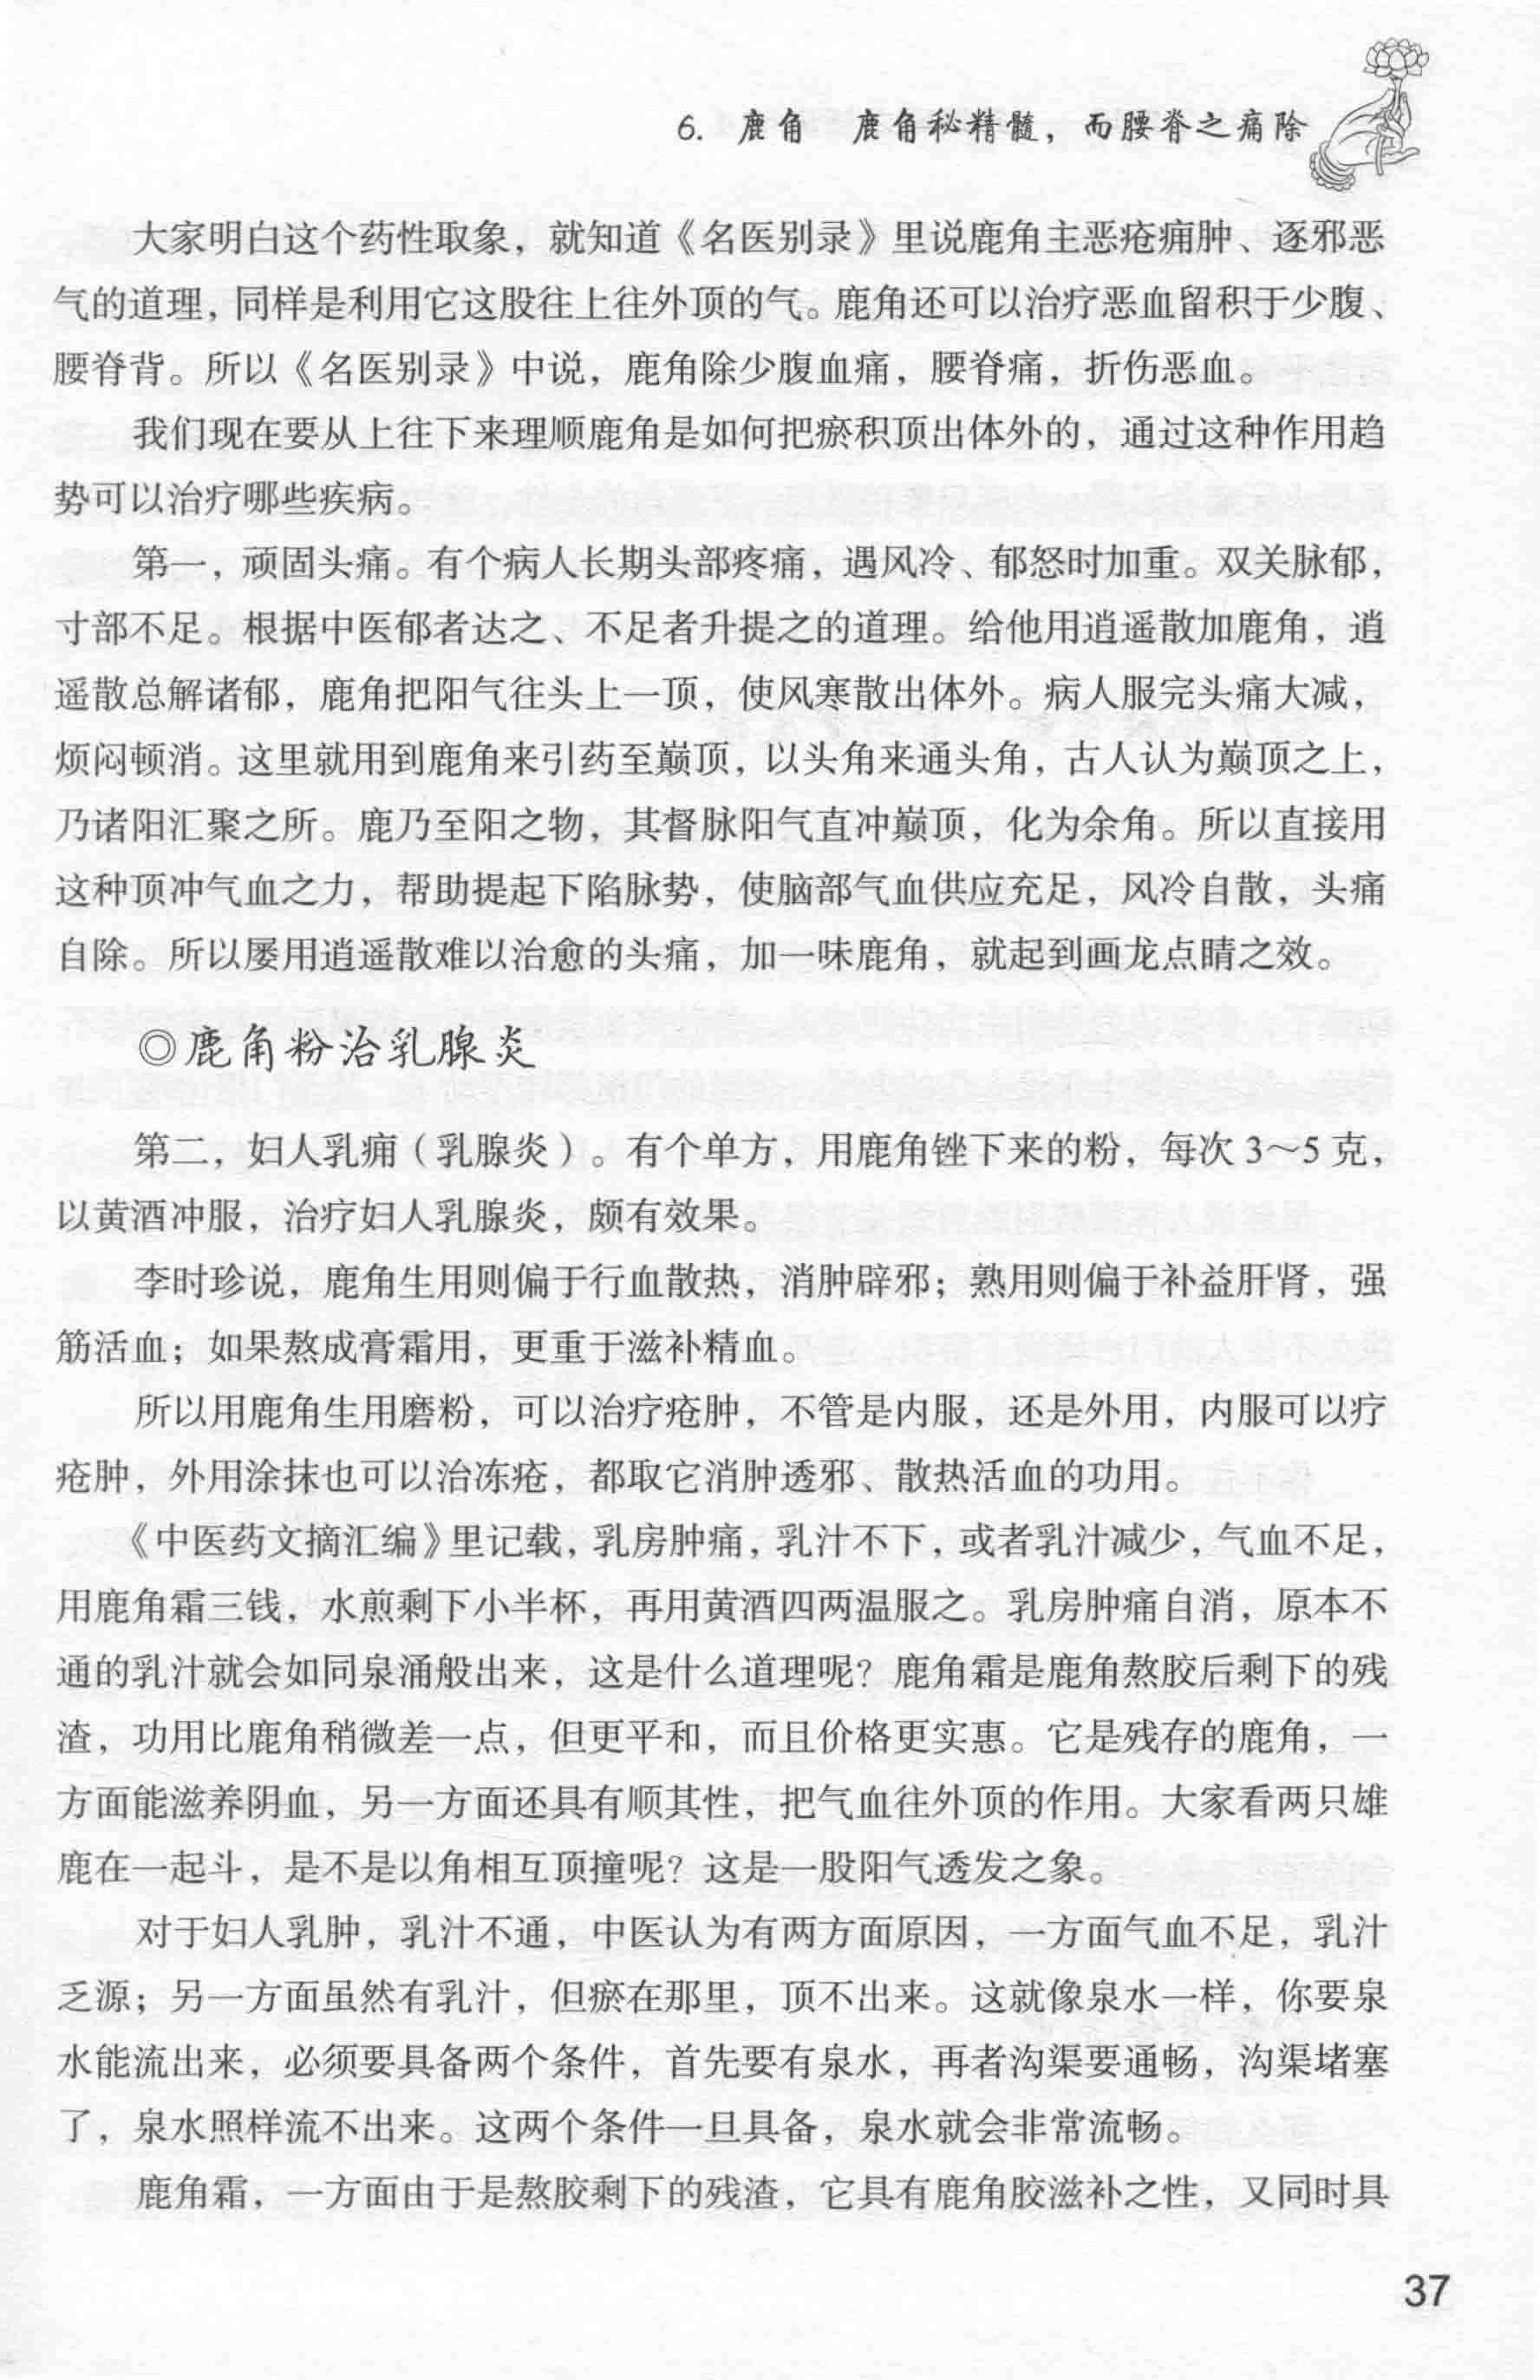 6. 鹿角 鹿角秘精髓，而腰脊之痛除
大家明白这个药性取象，就知道《名医别录》里说鹿角主恶疮痈肿、逐邪恶
气的道理，同样是利用它这股往上往外顶的气。鹿角还可以治疗恶血留积于少腹、
腰脊背。所以《名医别录》中说，鹿角除少腹血痛，腰脊痛，折伤恶血。
我们现在要从上往下来理顺鹿角是如何把瘀积顶出体外的，通过这种作用趋
势可以治疗哪些疾病。
第一，顽固头痛。有个病人长期头部疼痛，遇风冷、郁怒时加重。双关脉郁，
寸部不足。根据中医郁者达之、不足者升提之的道理。给他用逍遥散加鹿角，逍
遥散总解诸郁，鹿角把阳气往头上一顶，使风寒散出体外。病人服完头痛大减，
烦闷顿消。这里就用到鹿角来引药至巅顶，以头角来通头角，古人认为巅顶之上，
乃诸阳汇聚之所。鹿乃至阳之物，其督脉阳气直冲巅顶，化为余角。所以直接用
这种顶冲气血之力，帮助提起下陷脉势，使脑部气血供应充足，风冷自散，头痛
自除。所以屡用逍遥散难以治愈的头痛，加一味鹿角，就起到画龙点睛之效。
◎鹿角粉治乳腺炎
第二，妇人乳痈（乳腺炎）。有个单方，用鹿角锉下来的粉，每次 3～5 克，
以黄酒冲服，治疗妇人乳腺炎，颇有效果。
李时珍说，鹿角生用则偏于行血散热，消肿辟邪；熟用则偏于补益肝肾，强
筋活血；如果熬成膏霜用，更重于滋补精血。
所以用鹿角生用磨粉，可以治疗疮肿，不管是内服，还是外用，内服可以疗
疮肿，外用涂抹也可以治冻疮，都取它消肿透邪、散热活血的功用。
《中医药文摘汇编》里记载，乳房肿痛，乳汁不下，或者乳汁减少，气血不足，
用鹿角霜三钱，水煎剩下小半杯，再用黄酒四两温服之。乳房肿痛自消，原本不
通的乳汁就会如同泉涌般出来，这是什么道理呢？鹿角霜是鹿角熬胶后剩下的残
渣，功用比鹿角稍微差一点，但更平和，而且价格更实惠。它是残存的鹿角，一
方面能滋养阴血，另一方面还具有顺其性，把气血往外顶的作用。大家看两只雄
鹿在一起斗，是不是以角相互顶撞呢？这是一股阳气透发之象。
对于妇人乳肿，乳汁不通，中医认为有两方面原因，一方面气血不足，乳汁
乏源；另一方面虽然有乳汁，但瘀在那里，顶不出来。这就像泉水一样，你要泉
水能流出来，必须要具备两个条件，首先要有泉水，再者沟渠要通畅，沟渠堵塞
了，泉水照样流不出来。这两个条件一旦具备，泉水就会非常流畅。
鹿角霜，一方面由于是熬胶剩下的残渣，它具有鹿角胶滋补之性，又同时具
37